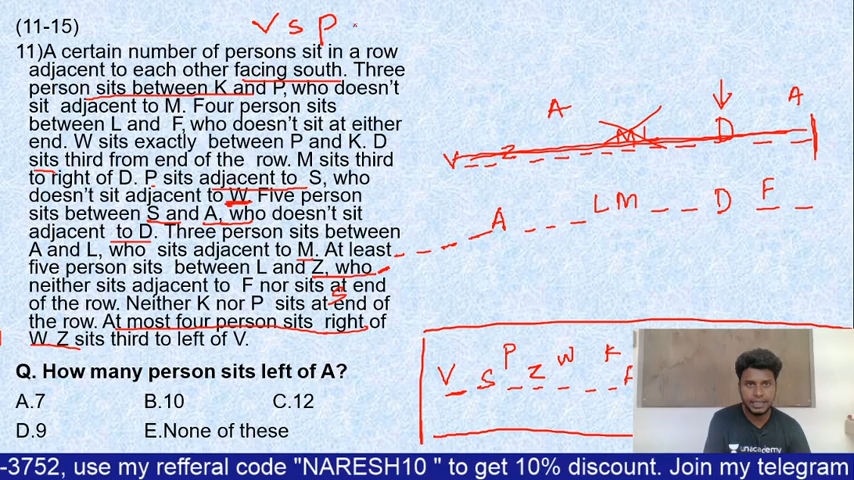 (11-15)
V S P
11)A certain number of persons sit in a row
adjacent to each other facing south. Three
person sits between K and P, who doesn't
sit adjacent to M. Four person sits
between L and F, who doesn't sit at either
end. W sits exactly between P and K. D
sits third from end of the row. M sits third
to right of D. P sits adjacent to S, who
doesn't sit adjacent to W. Five person
sits between S and A, who doesn't sit
adjacent to D. Three person sits between
A and L, who sits adjacent to M. At least
five person sits between L and Z, who
neither sits adjacent to F nor sits at end
of the row. Neither K nor P sits at end of
the row. At most four person sits right of
W. Z sits third to left of V.
Q. How many person sits left of A?
A.7 B.10 C.12
D.9 E.None of these
A A
V Z M L D
A L M D F
S
V S P Z W K
unacademy
-3752, use my refferal code "NARESH10 " to get 10% discount. Join my telegram